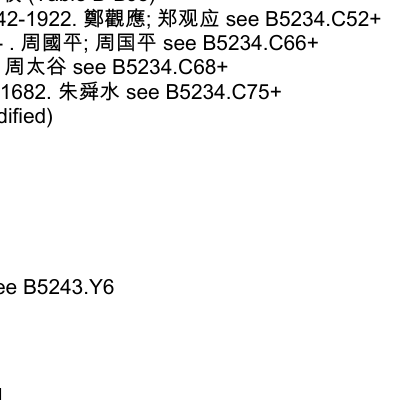 42-1922. 鄭觀應; 郑观应 see B5234.C52+
- . 周國平; 周国平 see B5234.C66+
周太谷 see B5234.C68+
1682. 朱舜水 see B5234.C75+
dified)
ee B5243.Y6